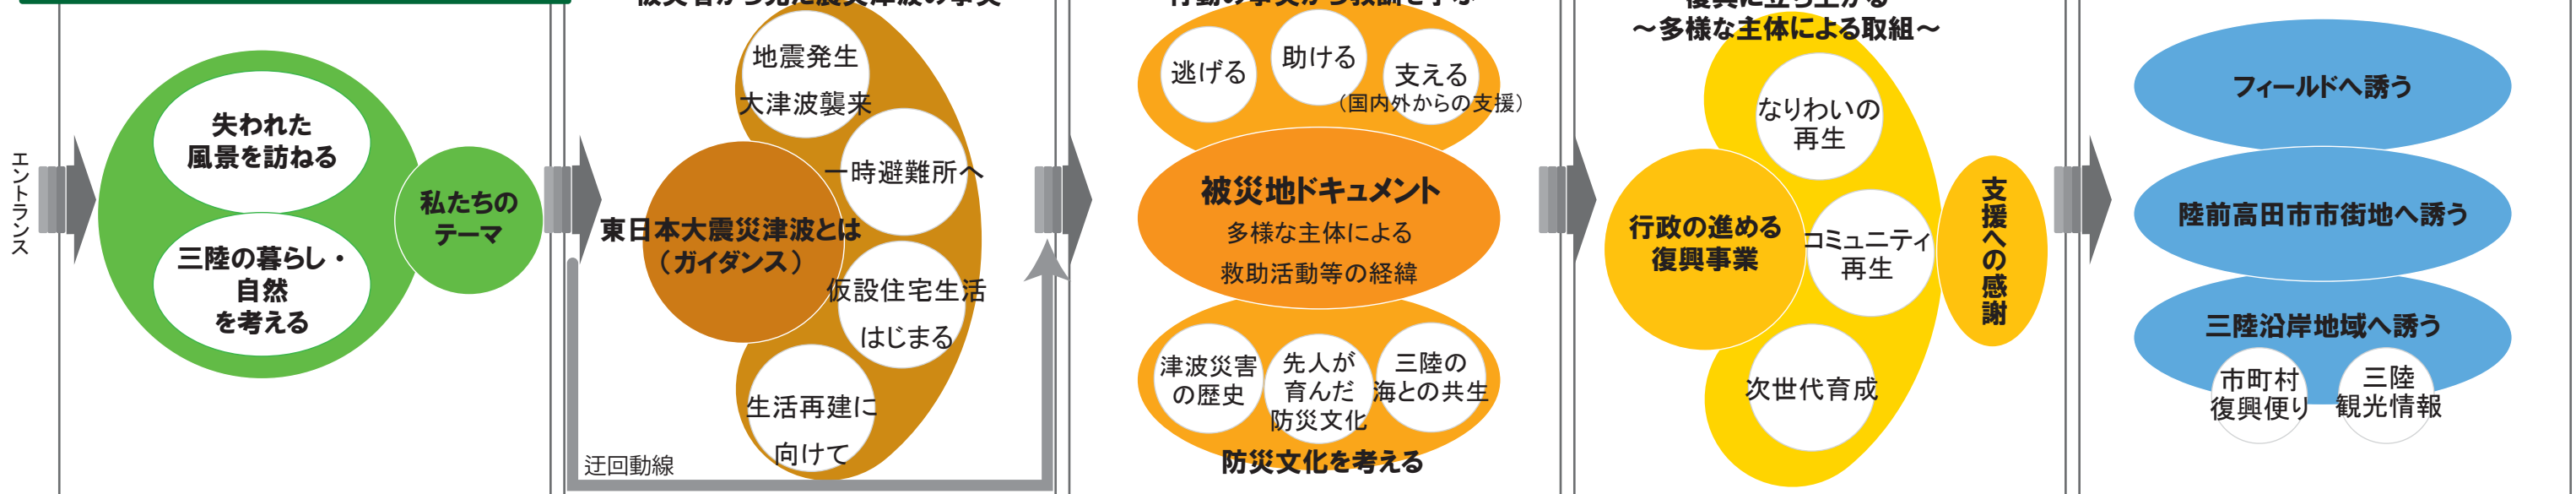 エントランス
失われた
風景を訪ねる
三陸の暮らし・
自然
を考える
私たちの
テーマ
地震発生
大津波襲来
一時避難所へ
東日本大震災津波とは
（ガイダンス）
仮設住宅生活
はじまる
生活再建に
向けて
迂回動線
逃げる
助ける
支える
（国内外からの支援）
被災地ドキュメント
多様な主体による
救助活動等の経緯
津波災害
の歴史
先人が
育んだ
防災文化
三陸の
海との共生
防災文化を考える
復興に立ち上がる
～多様な主体による取組～
なりわいの
再生
行政の進める
復興事業
コミュニティ
再生
次世代育成
支援への感謝
フィールドへ誘う
陸前高田市市街地へ誘う
三陸沿岸地域へ誘う
市町村
復興便り
三陸
観光情報